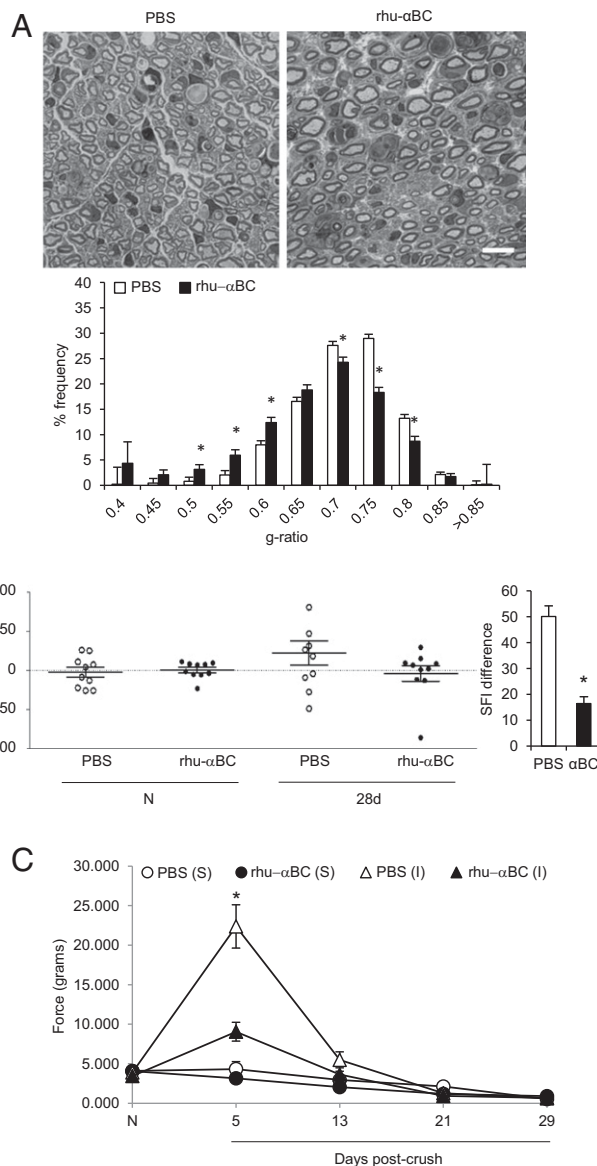 A
PBS
rhu-αBC
40
35
30
25
20
15
10
5
0
% frequency
PBS rhu–αBC
* * * * * *
0.4 0.45 0.5 0.55 0.6 0.65 0.7 0.75 0.8 0.85 >0.85
g-ratio
00
50
0
50
00
PBS rhu-αBC PBS rhu-αBC
N 28d
60
50
40
30
20
10
0
SFI difference
*
PBS αBC
C
30.000
25.000
20.000
15.000
10.000
5.000
0.000
Force (grams)
PBS (S) rhu–αBC (S) PBS (I) rhu–αBC (I)
*
N 5 13 21 29
Days post-crush